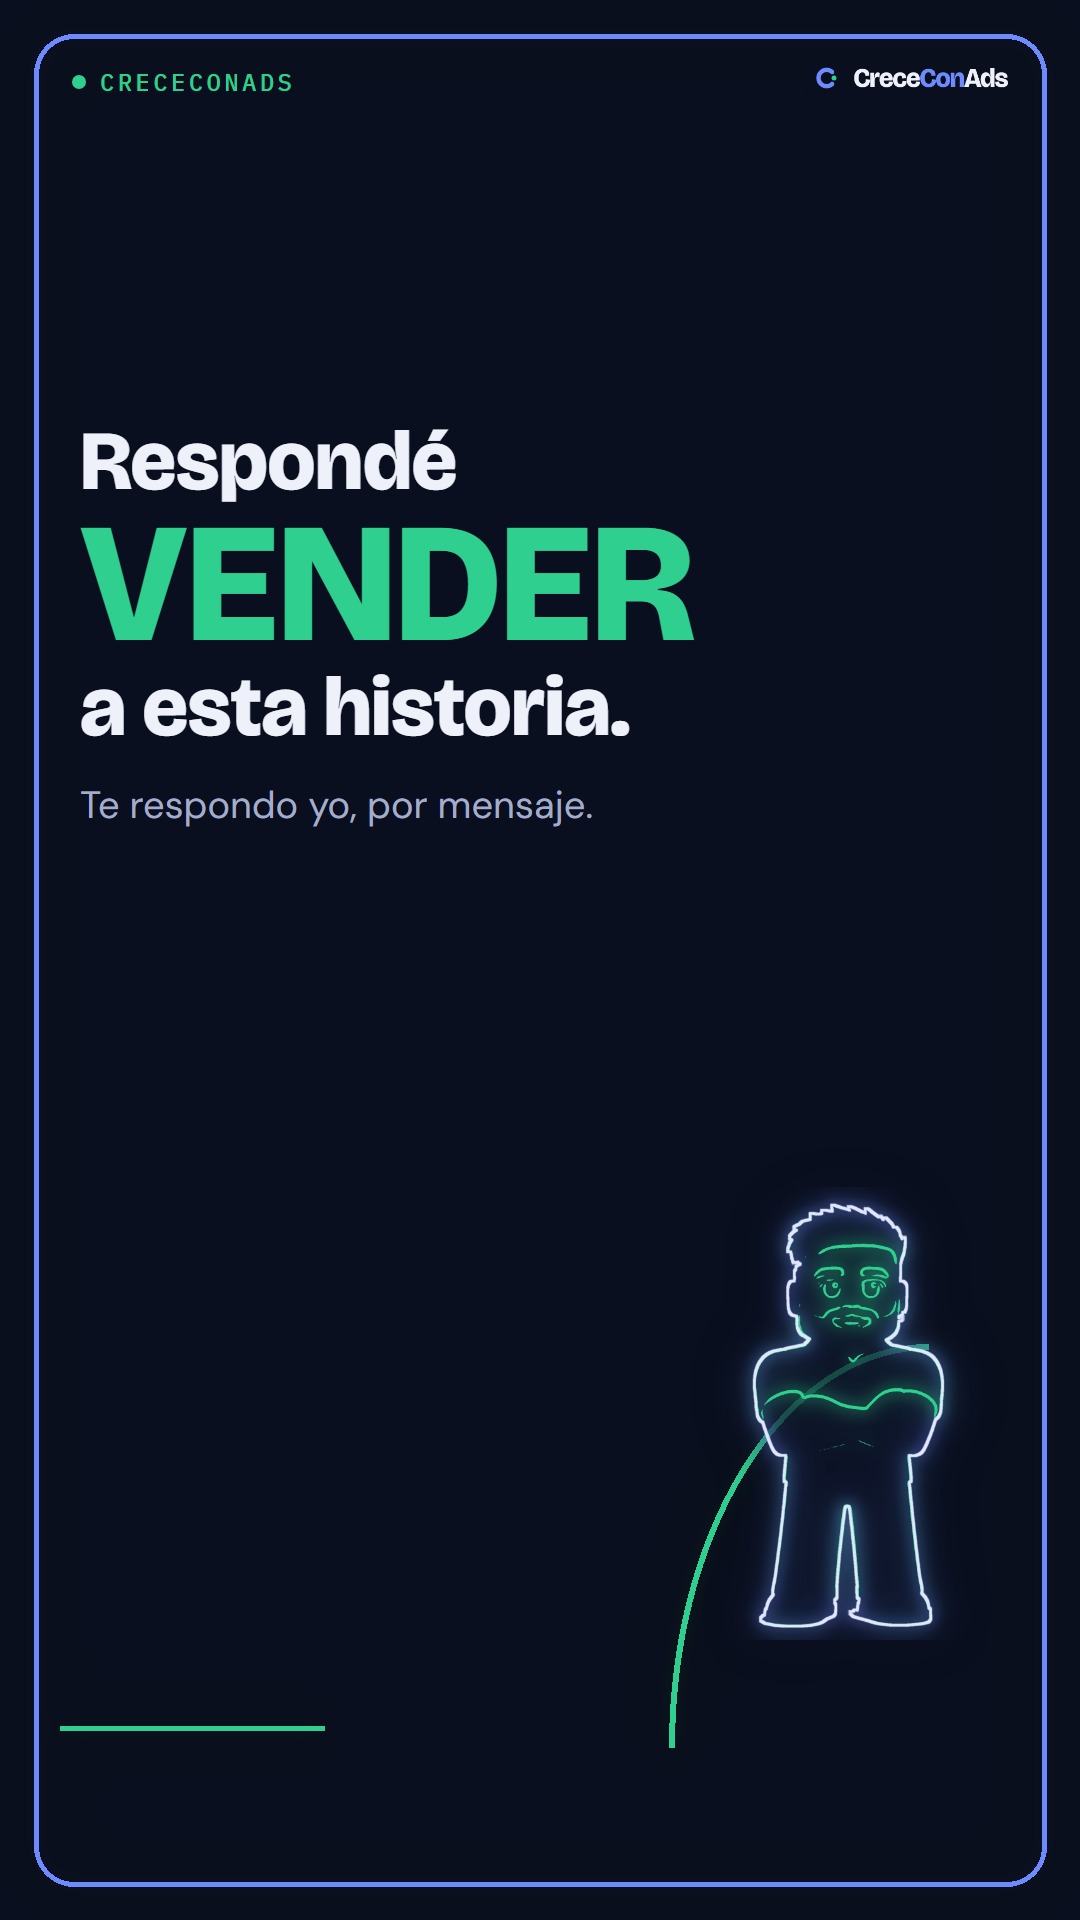 CRECECONADS
CreceConAds
Respondé
VENDER
a esta historia.
Te respondo yo, por mensaje.